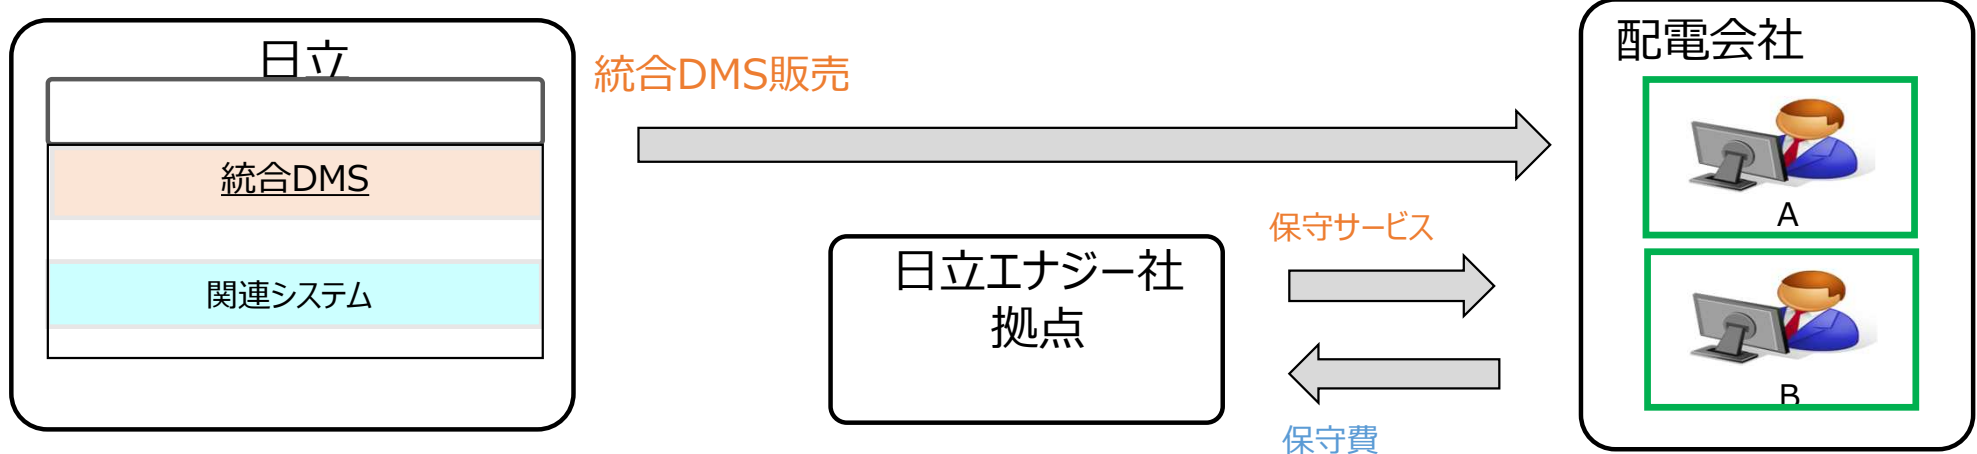 日立
統合DMS
関連システム
統合DMS販売
日立エナジー社
拠点
保守サービス
保守費
配電会社
A
B